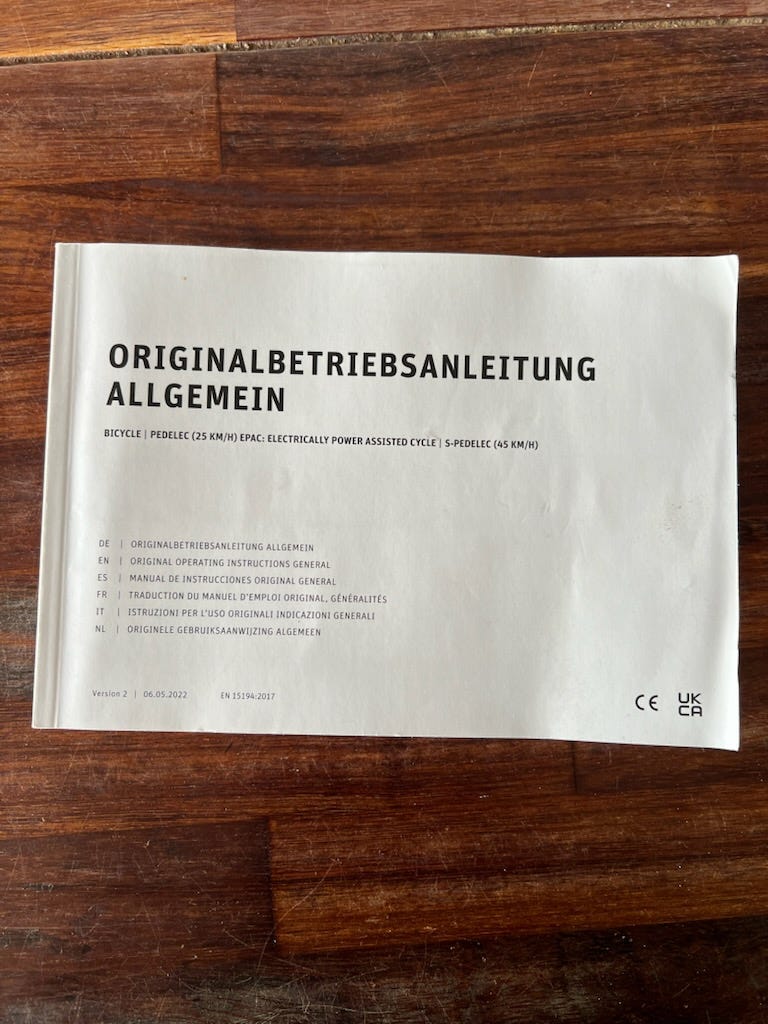 ORIGINALBETRIEBSANLEITUNG
ALLGEMEIN
BICYCLE | PEDELEC (25 KM/H) EPAC: ELECTRICALLY POWER ASSISTED CYCLE | S-PEDELEC (45 KM/H)
DE | ORIGINALBETRIEBSANLEITUNG ALLGEMEIN
EN | ORIGINAL OPERATING INSTRUCTIONS GENERAL
ES | MANUAL DE INSTRUCCIONES ORIGINAL GENERAL
FR | TRADUCTION DU MANUEL D'EMPLOI ORIGINAL, GÉNÉRALITÉS
IT | ISTRUZIONI PER L'USO ORIGINALI INDICAZIONI GENERALI
NL | ORIGINELE GEBRUIKSAANWIJZING ALGEMEEN
Version 2 | 06.05.2022 EN 15194:2017
CE UK
CA